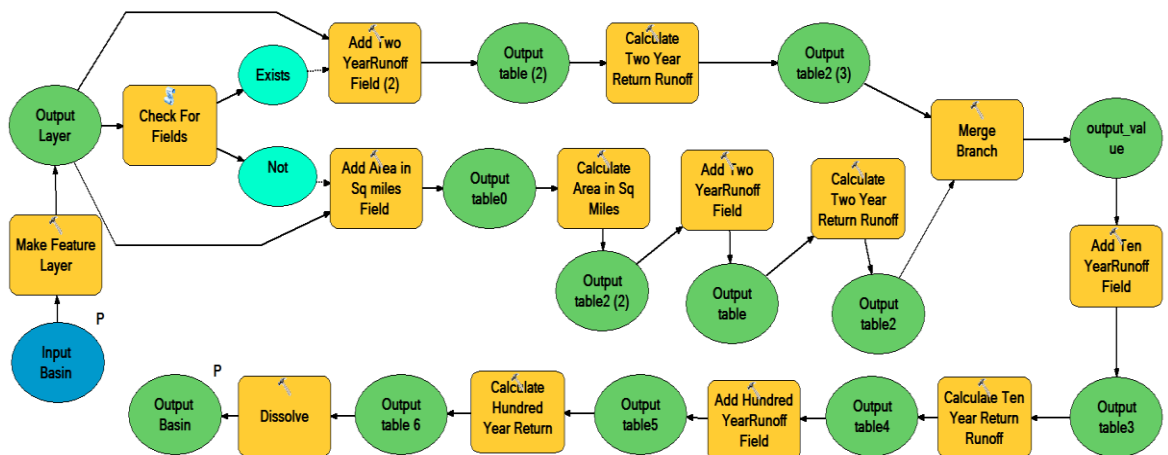 Add Two
YearRunoff
Field (2)
Output
table (2)
Calculate
Two Year
Return Runoff
Output
table2 (3)
Exists
Output
Layer
Check For
Fields
Merge
Branch
output_val
ue
Not
Add Area in
Sq miles
Field
Output
table0
Calculate
Area in Sq
Miles
Add Two
YearRunoff
Field
Calculate
Two Year
Return Runoff
Make Feature
Layer
Add Ten
YearRunoff
Field
Output
table2 (2)
Output
table
Output
table2
P
Input
Basin
P
Output
Basin
Dissolve
Output
table 6
Calculate
Hundred
Year Return
Output
table5
Add Hundred
YearRunoff
Field
Output
table4
Calculate Ten
Year Return
Runoff
Output
table3